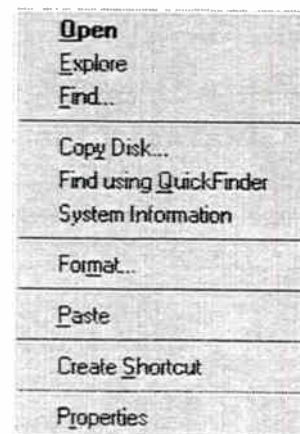 Open
Explore
Find...
Copy Disk...
Find using QuickFinder
System Information
Format...
Paste
Create Shortcut
Properties